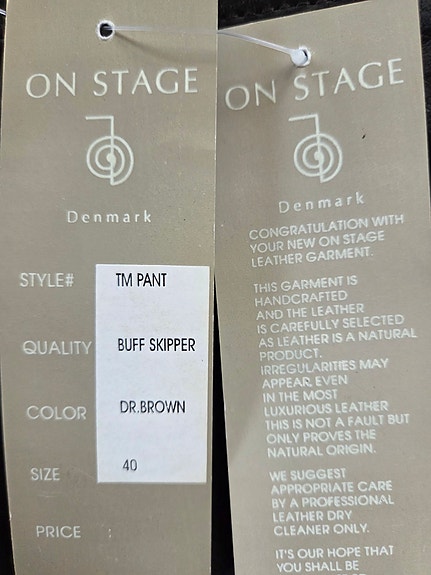 ON STAGE
Denmark
STYLE# TM PANT
QUALITY BUFF SKIPPER
COLOR DR.BROWN
SIZE 40
PRICE
ON STAGE
Denmark
CONGRATULATION WITH
YOUR NEW ON STAGE
LEATHER GARMENT.
THIS GARMENT IS
HANDCRAFTED
AND THE LEATHER
IS CAREFULLY SELECTED
AS LEATHER IS A NATURAL
PRODUCT.
IRREGULARITIES MAY
APPEAR, EVEN
IN THE MOST
LUXURIOUS LEATHER
THIS IS NOT A FAULT BUT
ONLY PROVES THE
NATURAL ORIGIN.
WE SUGGEST
APPROPRIATE CARE
BY A PROFESSIONAL
LEATHER DRY
CLEANER ONLY.
IT'S OUR HOPE THAT
YOU SHALL BE